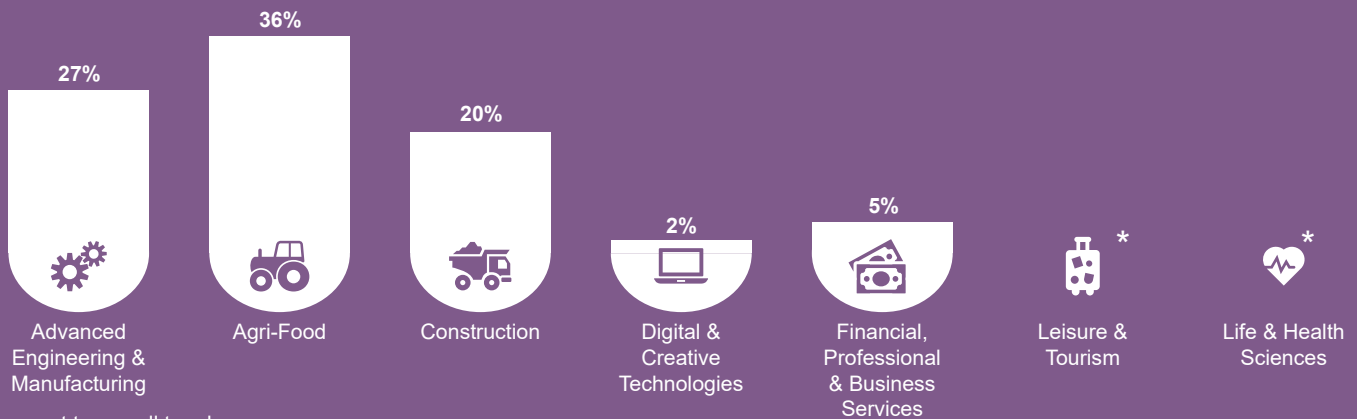 36%
27%
20%
5%
2%
*
*
Advanced
Engineering &
Manufacturing
Agri-Food
Construction
Digital &
Creative
Technologies
Financial,
Professional
& Business
Services
Leisure &
Tourism
Life & Health
Sciences